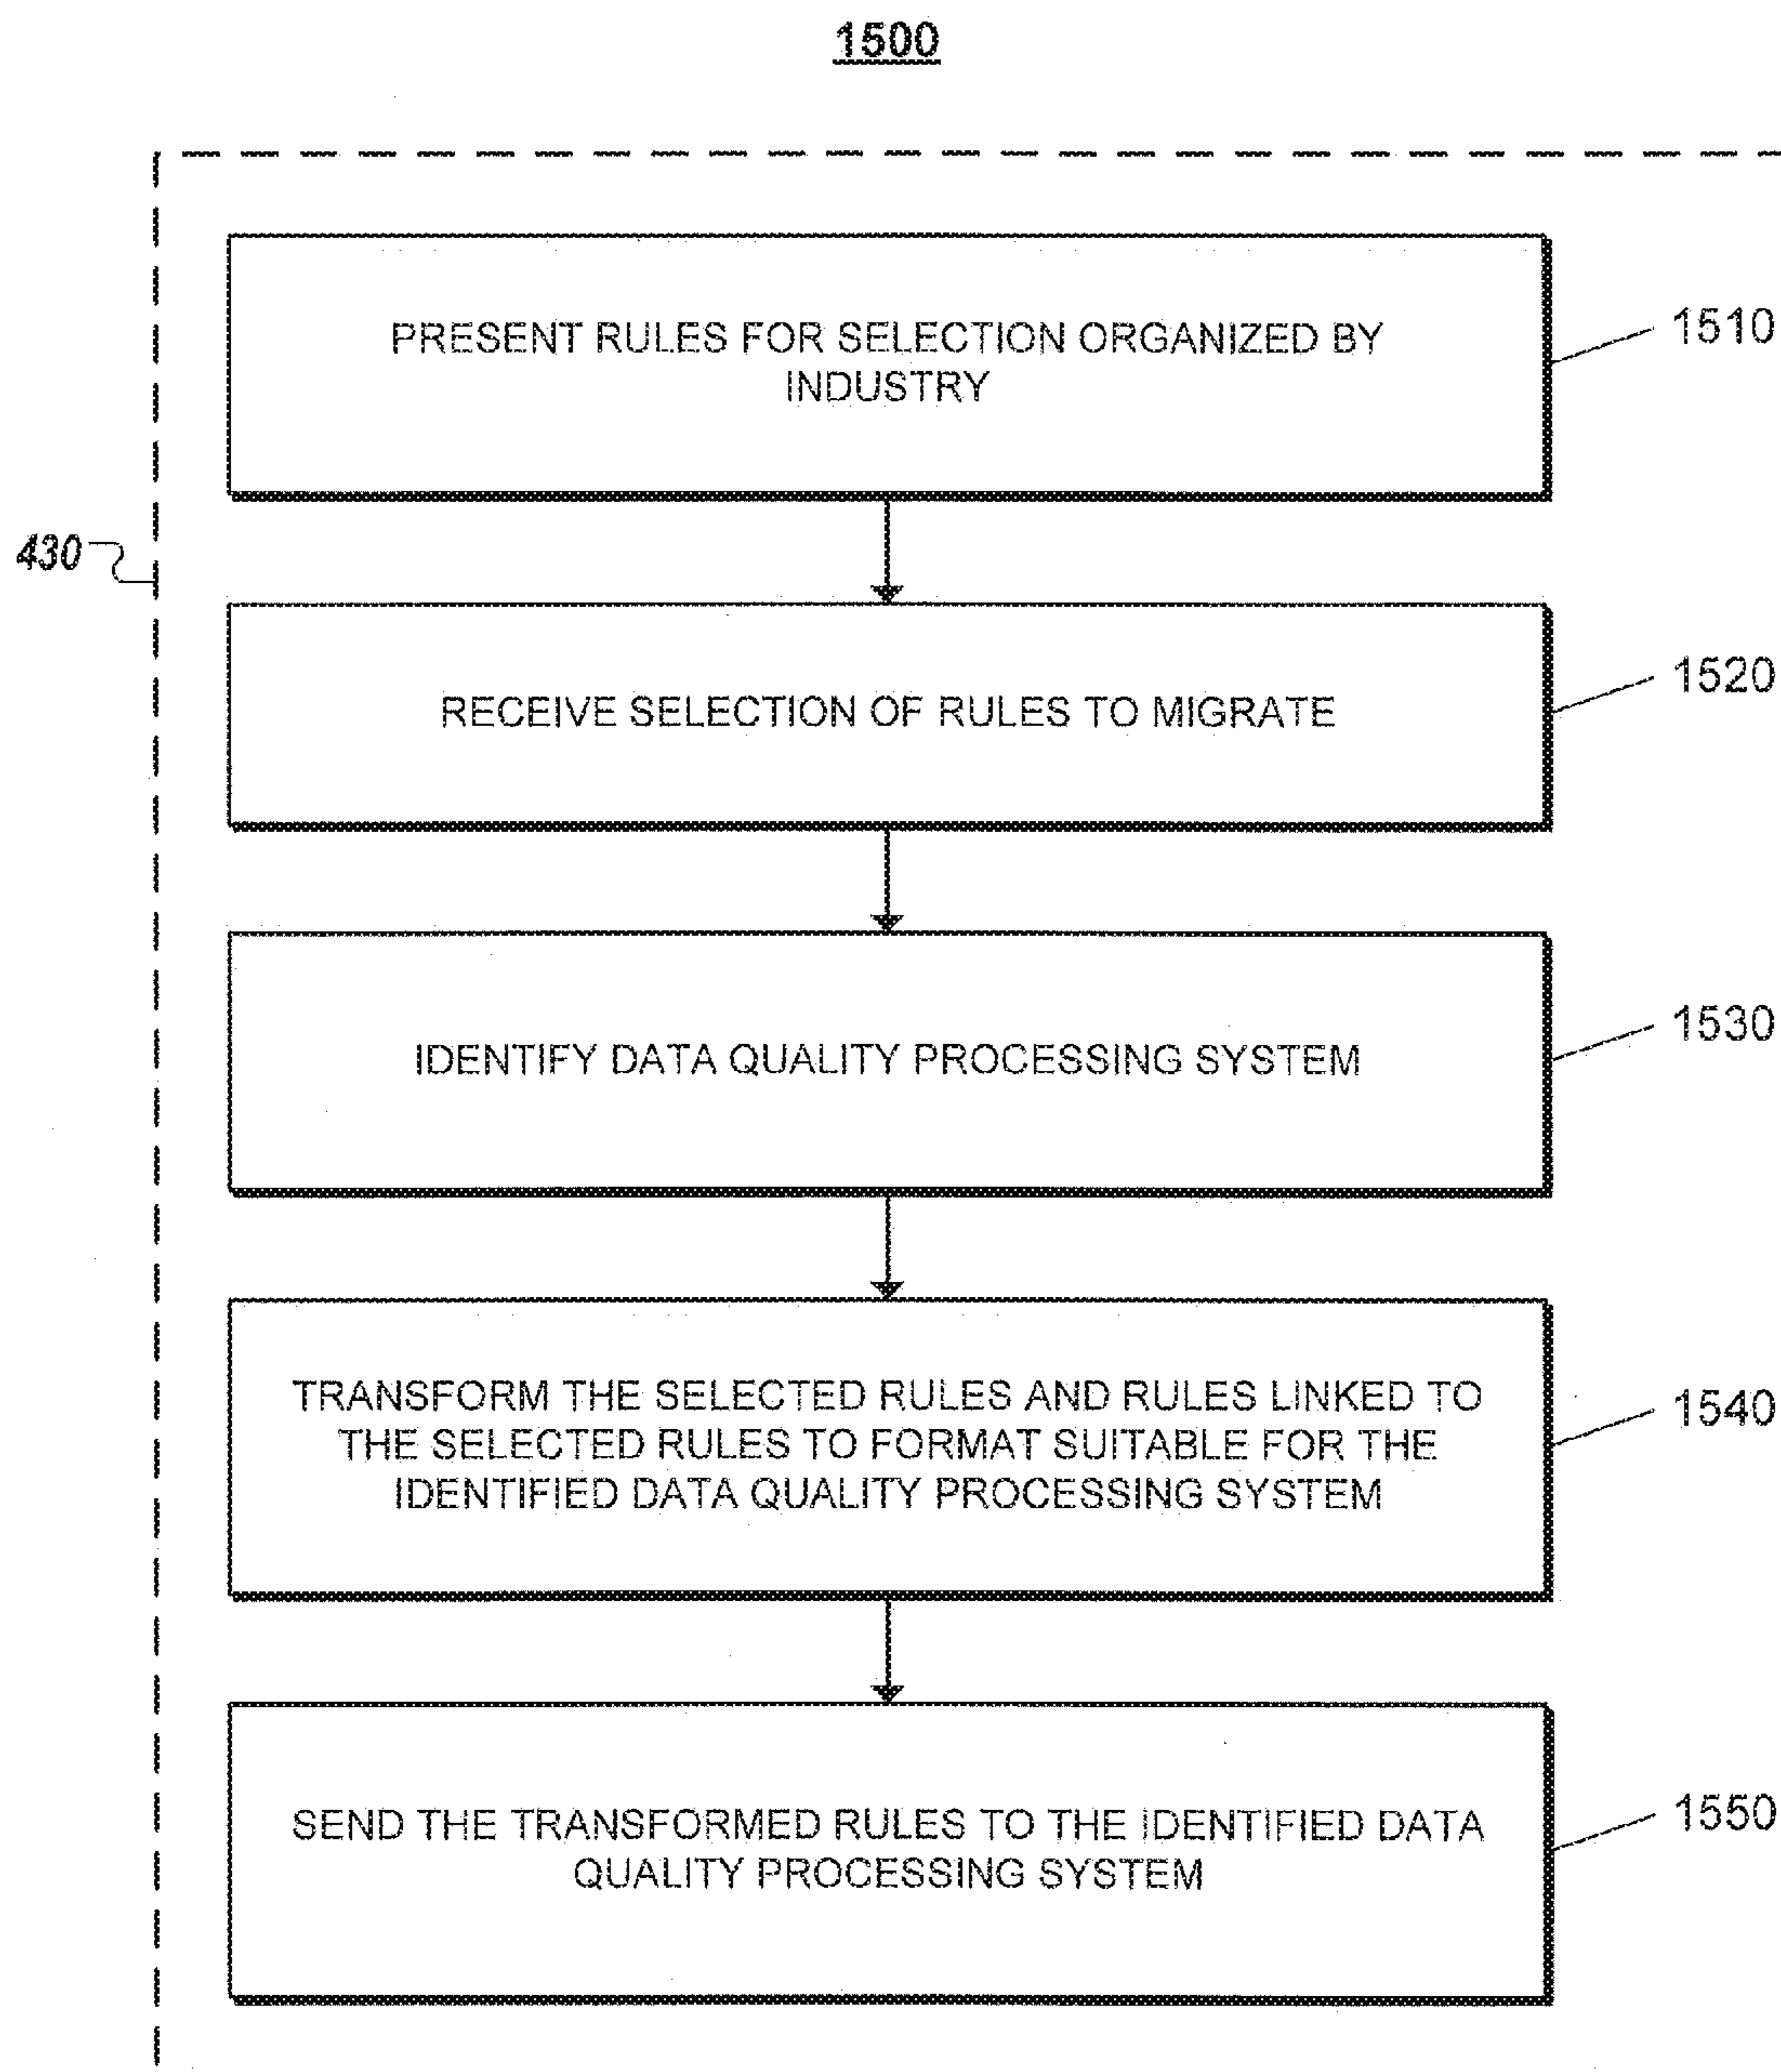 1500
PRESENT RULES FOR SELECTION ORGANIZED BY
INDUSTRY
1510
430
RECEIVE SELECTION OF RULES TO MIGRATE
1520
IDENTIFY DATA QUALITY PROCESSING SYSTEM
1530
TRANSFORM THE SELECTED RULES AND RULES LINKED TO
THE SELECTED RULES TO FORMAT SUITABLE FOR THE
IDENTIFIED DATA QUALITY PROCESSING SYSTEM
1540
SEND THE TRANSFORMED RULES TO THE IDENTIFIED DATA
QUALITY PROCESSING SYSTEM
1550